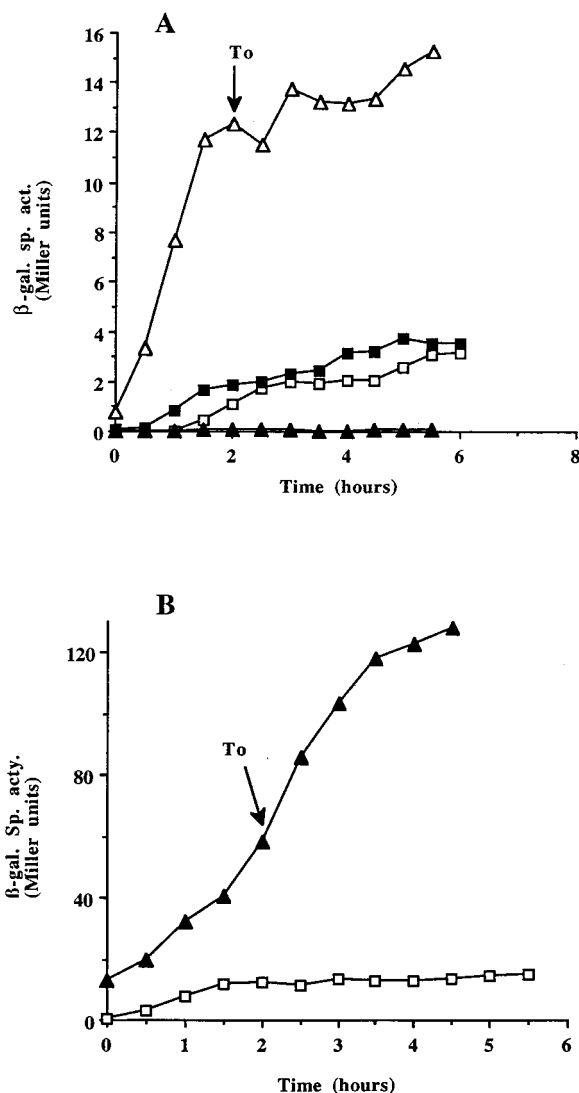 A
To
16
14
12
10
8
6
4
2
0
0
2
4
6
8
β-gal. sp. act.
(Miller units)
Time (hours)
B
To
120
80
40
0
0
1
2
3
4
5
6
β-gal. Sp. acty.
(Miller units)
Time (hours)